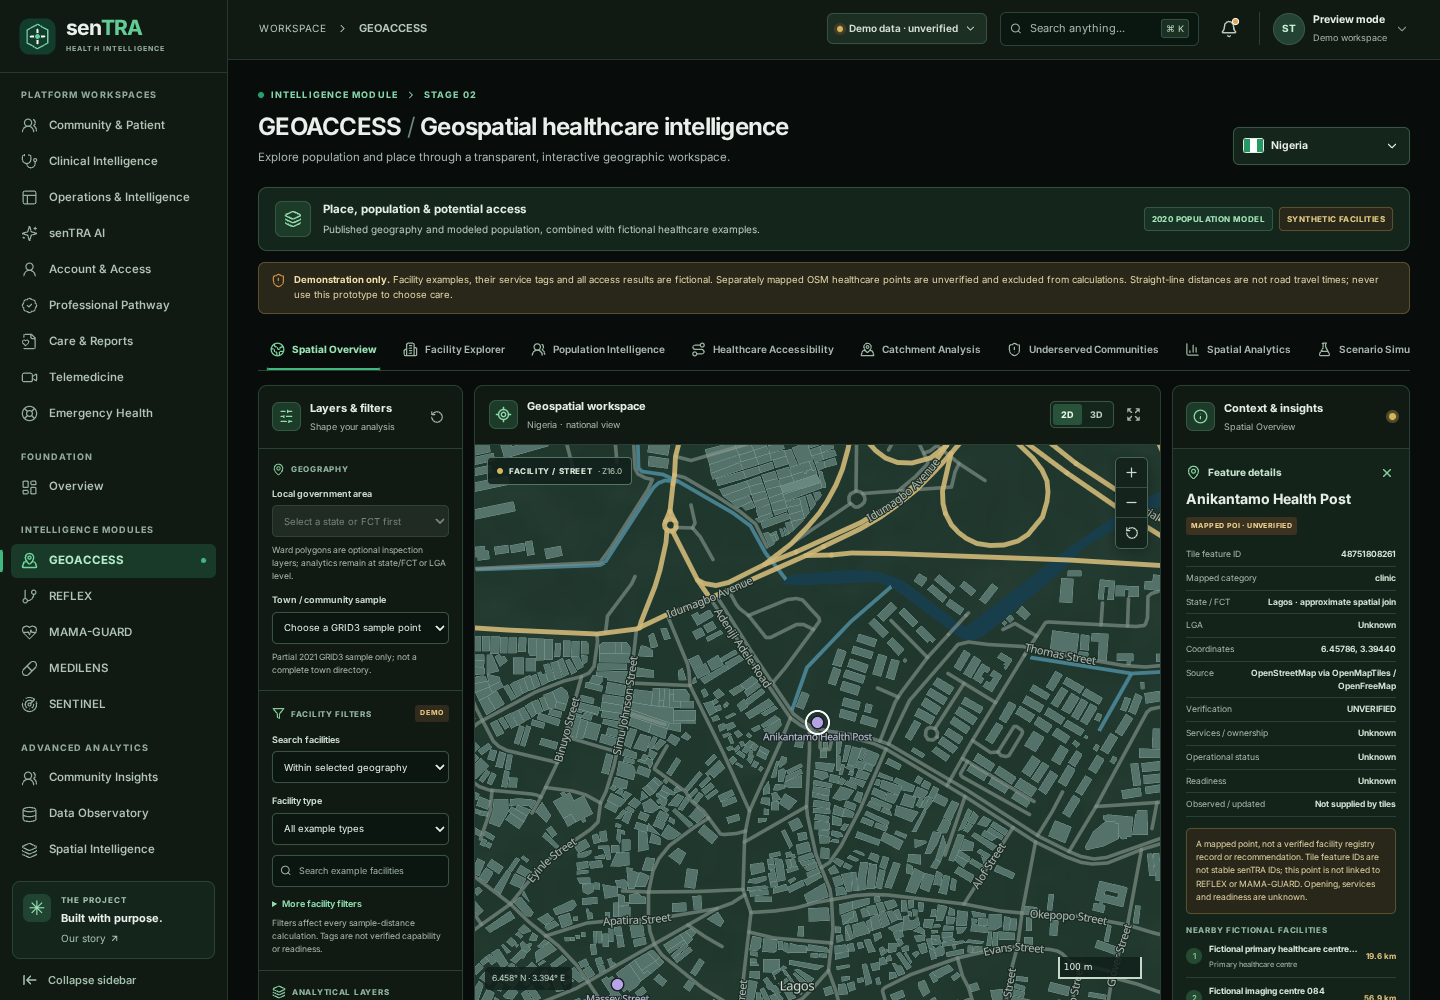 senTRA
HEALTH INTELLIGENCE
PLATFORM WORKSPACES
Community & Patient
Clinical Intelligence
Operations & Intelligence
senTRA AI
Account & Access
Professional Pathway
Care & Reports
Telemedicine
Emergency Health
FOUNDATION
Overview
INTELLIGENCE MODULES
GEOACCESS
REFLEX
MAMA-GUARD
MEDILENS
SENTINEL
ADVANCED ANALYTICS
Community Insights
Data Observatory
Spatial Intelligence
THE PROJECT
Built with purpose.
Our story
Collapse sidebar
WORKSPACE > GEOACCESS
Demo data · unverified
Search anything...
⌘ K
ST
Preview mode
Demo workspace
INTELLIGENCE MODULE > STAGE 02
GEOACCESS / Geospatial healthcare intelligence
Explore population and place through a transparent, interactive geographic workspace.
Nigeria
Place, population & potential access
Published geography and modeled population, combined with fictional healthcare examples.
2020 POPULATION MODEL
SYNTHETIC FACILITIES
Demonstration only. Facility examples, their service tags and all access results are fictional. Separately mapped OSM healthcare points are unverified and excluded from calculations. Straight-line distances are not road travel times; never
use this prototype to choose care.
Spatial Overview
Facility Explorer
Population Intelligence
Healthcare Accessibility
Catchment Analysis
Underserved Communities
Spatial Analytics
Scenario Simu
Layers & filters
Shape your analysis
GEOGRAPHY
Local government area
Select a state or FCT first
Ward polygons are optional inspection
layers; analytics remain at state/FCT or LGA
level.
Town / community sample
Choose a GRID3 sample point
Partial 2021 GRID3 sample only; not a
complete town directory.
FACILITY FILTERS
DEMO
Search facilities
Within selected geography
Facility type
All example types
Search example facilities
More facility filters
Filters affect every sample-distance
calculation. Tags are not verified capability
or readiness.
ANALYTICAL LAYERS
Geospatial workspace
Nigeria · national view
2D
3D
FACILITY / STREET · Z16.0
Idumagbo Avenue
Idumagbo Avenue
Adeniji-Adele Road
Thomas Street
Simu Johnson Street
Binuyo Street
Anikantamo Health Post
Eyinle Street
Alof Street
Apatira Street
Okepopo Street
Evans Street
Street
Street
Massey Street
Lagos
6.458° N · 3.394° E
100 m
Context & insights
Spatial Overview
Feature details
Anikantamo Health Post
MAPPED POI · UNVERIFIED
Tile feature ID 48751808261
Mapped category clinic
State / FCT Lagos · approximate spatial join
LGA Unknown
Coordinates 6.45786, 3.39440
Source OpenStreetMap via OpenMapTiles /
OpenFreeMap
Verification UNVERIFIED
Services / ownership Unknown
Operational status Unknown
Readiness Unknown
Observed / updated Not supplied by tiles
A mapped point, not a verified facility registry
record or recommendation. Tile feature IDs are
not stable senTRA IDs; this point is not linked to
REFLEX or MAMA-GUARD. Opening, services
and readiness are unknown.
NEARBY FICTIONAL FACILITIES
1 Fictional primary healthcare centre... 19.6 km
Primary healthcare centre
2 Fictional imaging centre 084 56.9 km